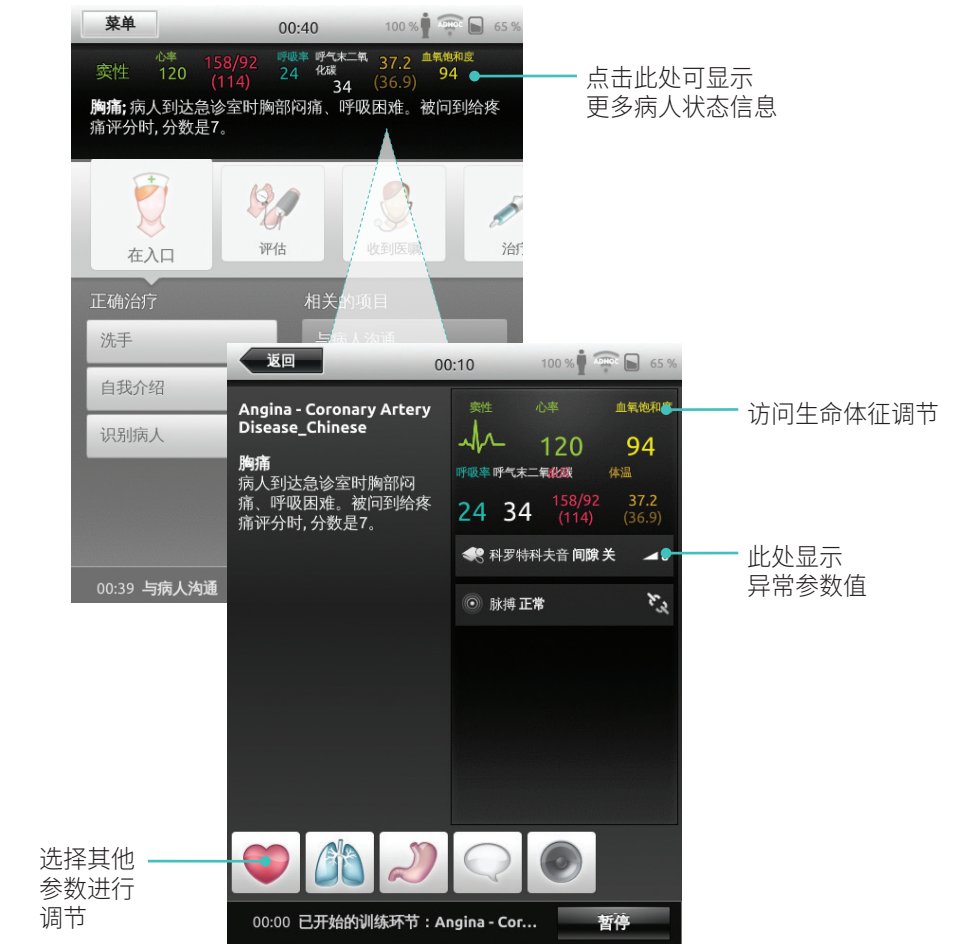 菜单
00:40
100 %
ADHOC
65 %
窦性
心率
120
158/92
(114)
呼吸率
24
呼气末二氧
化碳
34
37.2
(36.9)
血氧饱和度
94
点击此处可显示
更多病人状态信息
胸痛; 病人到达急诊室时胸部闷痛、呼吸困难。被问到给疼
痛评分时, 分数是7。
在入口
评估
收到医嘱
治疗
正确治疗
相关的项目
洗手
与病人沟通
自我介绍
识别病人
00:39 与病人沟通
返回
00:10
100 %
ADHOC
65 %
Angina - Coronary Artery
Disease_Chinese
胸痛
病人到达急诊室时胸部闷
痛、呼吸困难。被问到给疼
痛评分时, 分数是7。
窦性
心率
血氧饱和度
120
94
呼吸率
呼气末二氧化碳
体温
24
34
158/92
(114)
37.2
(36.9)
访问生命体征调节
科罗特科夫音 间隙 关
脉搏 正常
此处显示
异常参数值
选择其他
参数进行
调节
00:00 已开始的训练环节：Angina - Cor...
暂停